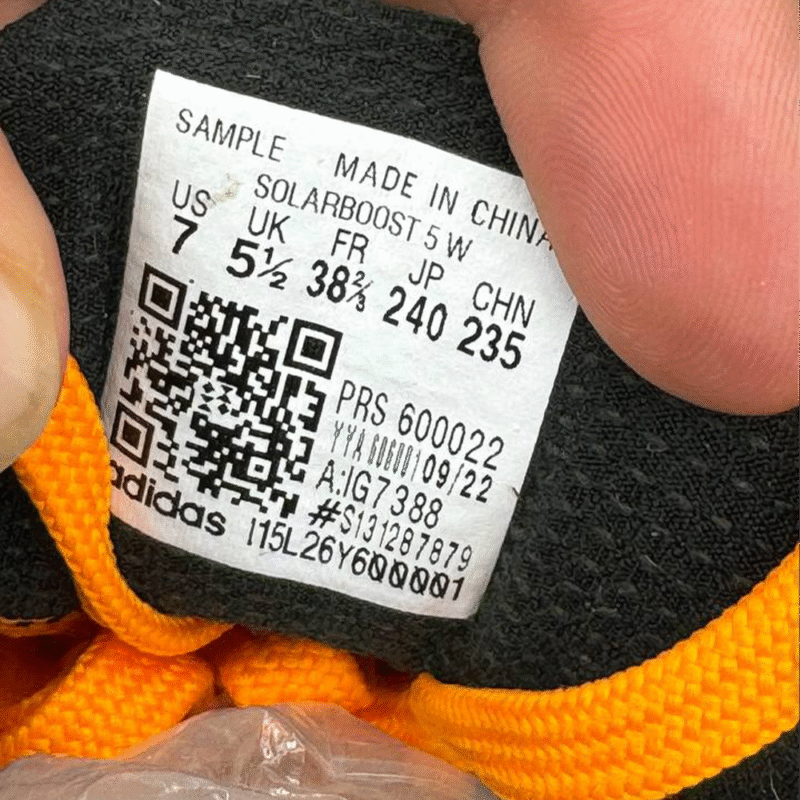 SAMPLE MADE IN CHINA
SOLARBOOST 5 W
US UK FR JP CHN
7 5½ 38⅔ 240 235
PRS 600022
09/22
A:IG7388
#S131287879
adidas I15L26Y600001